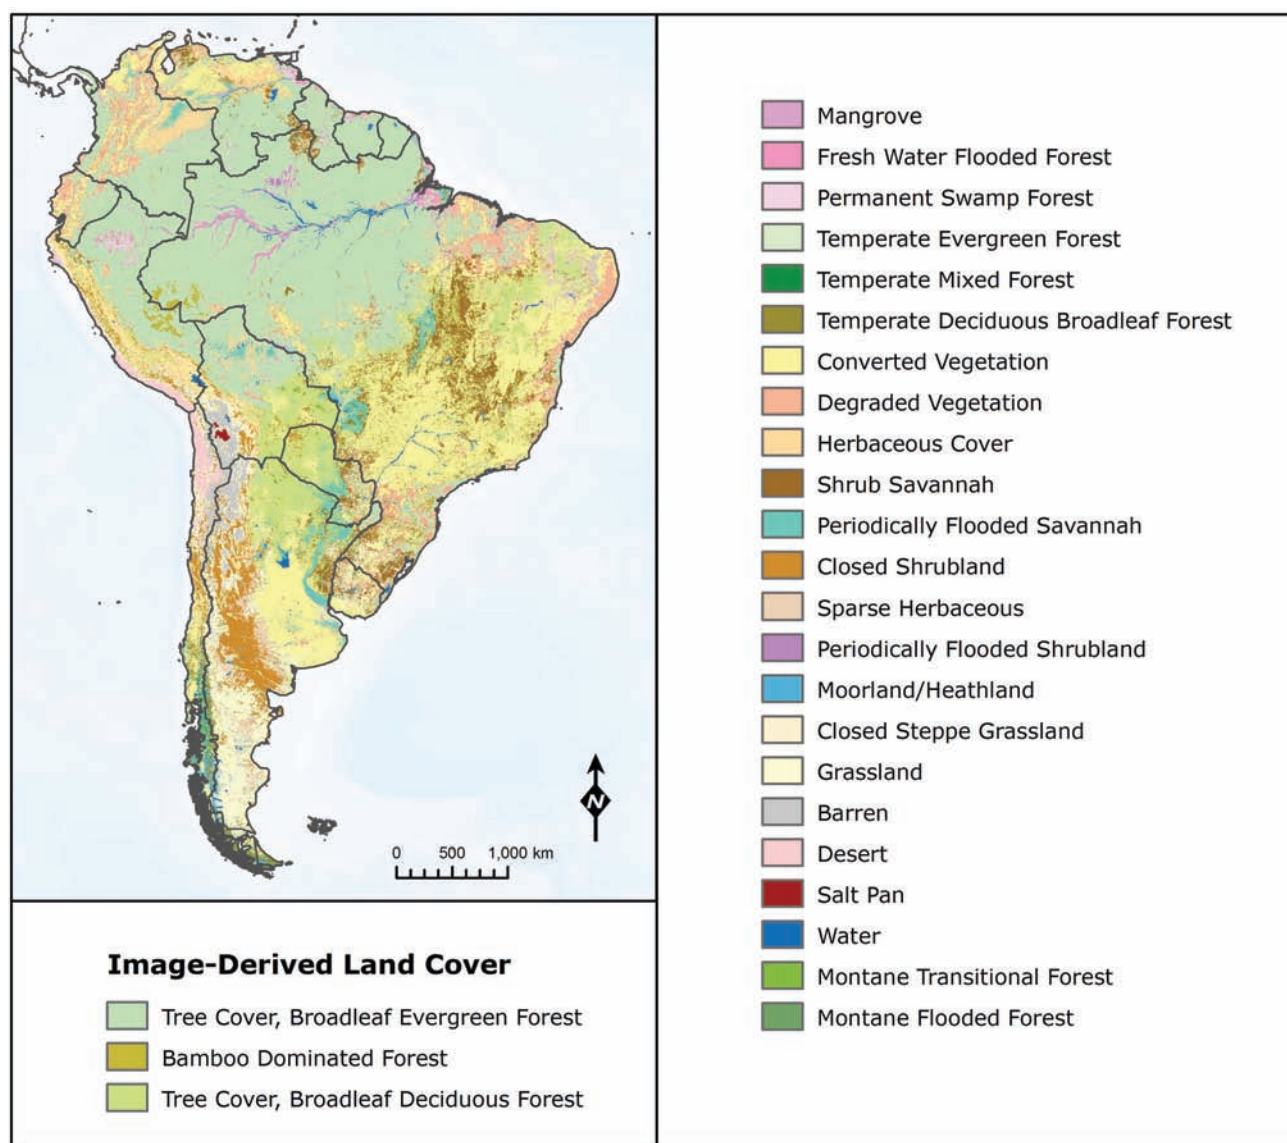 N
0 500 1,000 km
Image-Derived Land Cover
Tree Cover, Broadleaf Evergreen Forest
Bamboo Dominated Forest
Tree Cover, Broadleaf Deciduous Forest
Mangrove
Fresh Water Flooded Forest
Permanent Swamp Forest
Temperate Evergreen Forest
Temperate Mixed Forest
Temperate Deciduous Broadleaf Forest
Converted Vegetation
Degraded Vegetation
Herbaceous Cover
Shrub Savannah
Periodically Flooded Savannah
Closed Shrubland
Sparse Herbaceous
Periodically Flooded Shrubland
Moorland/Heathland
Closed Steppe Grassland
Grassland
Barren
Desert
Salt Pan
Water
Montane Transitional Forest
Montane Flooded Forest